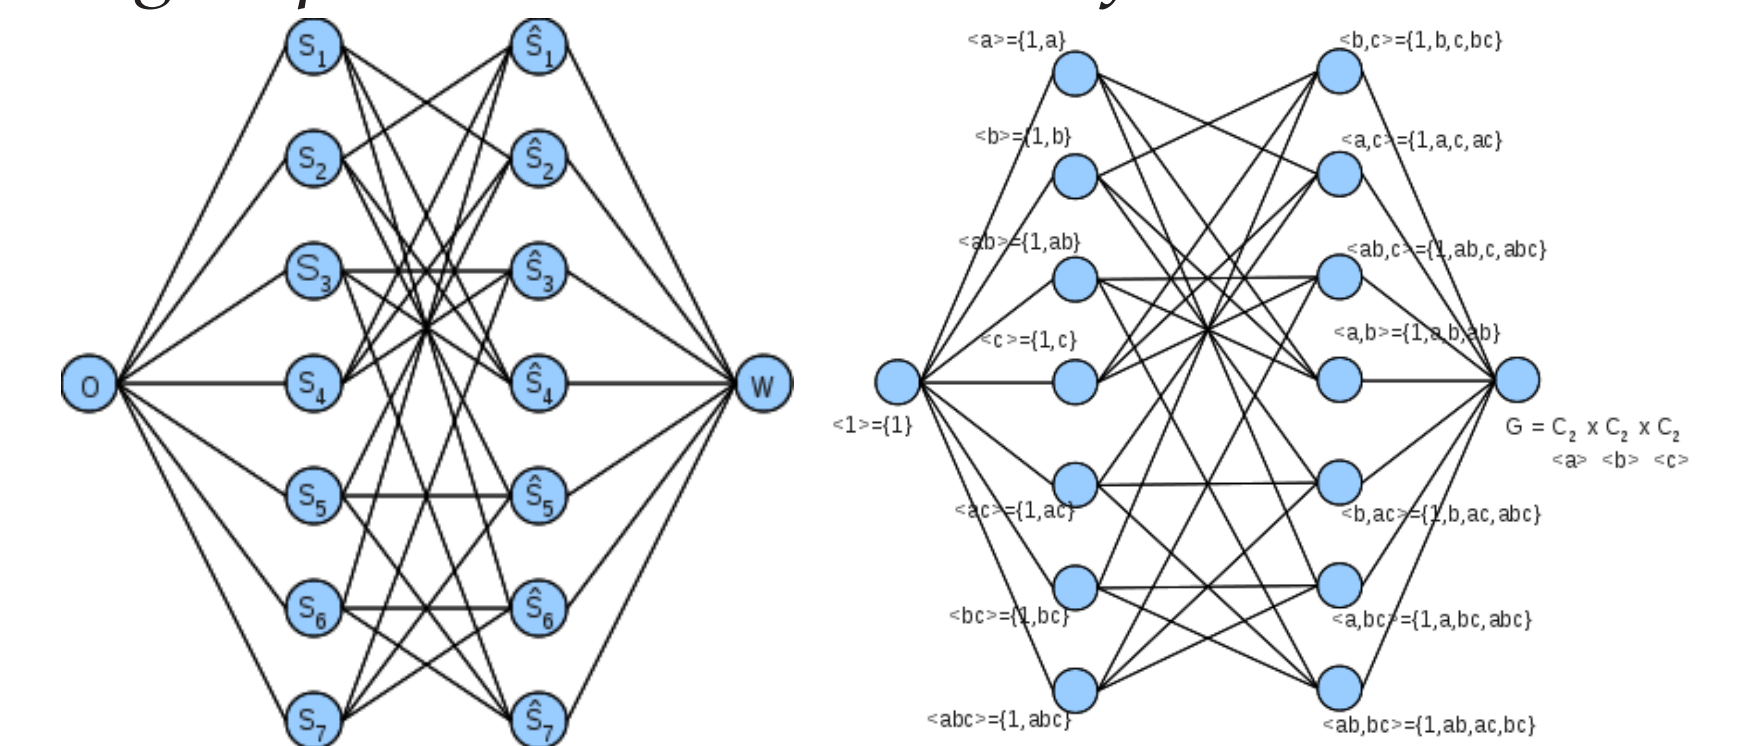 S1 Ŝ1
S2 Ŝ2
S3 Ŝ3
O S4 Ŝ4 W
S5 Ŝ5
S6 Ŝ6
S7 Ŝ7
<a>={1,a} <b,c>={1,b,c,bc}
<b>={1,b} <a,c>={1,a,c,ac}
<ab>={1,ab} <ab,c>={1,ab,c,abc}
<c>={1,c} <a,b>={1,a,b,ab}
<1>={1} G = C2 x C2 x C2
<a> <b> <c>
<ac>={1,ac} <b,ac>={1,b,ac,abc}
<bc>={1,bc} <a,bc>={1,a,bc,abc}
<abc>={1,abc} <ab,bc>={1,ab,ac,bc}